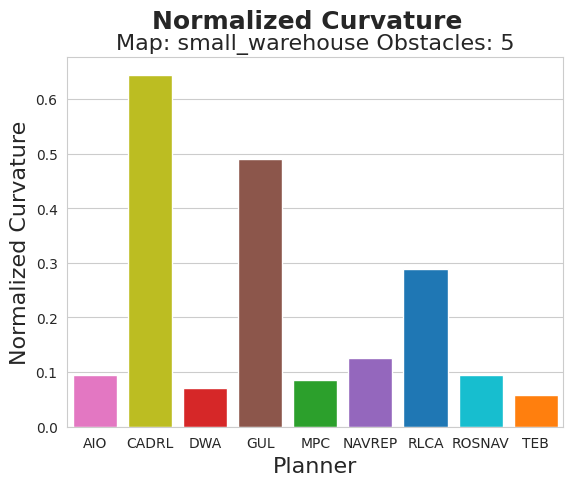 Normalized Curvature
Map: small_warehouse Obstacles: 5
Normalized Curvature
0.6
0.5
0.4
0.3
0.2
0.1
0.0
AIO CADRL DWA GUL MPC NAVREP RLCA ROSNAV TEB
Planner